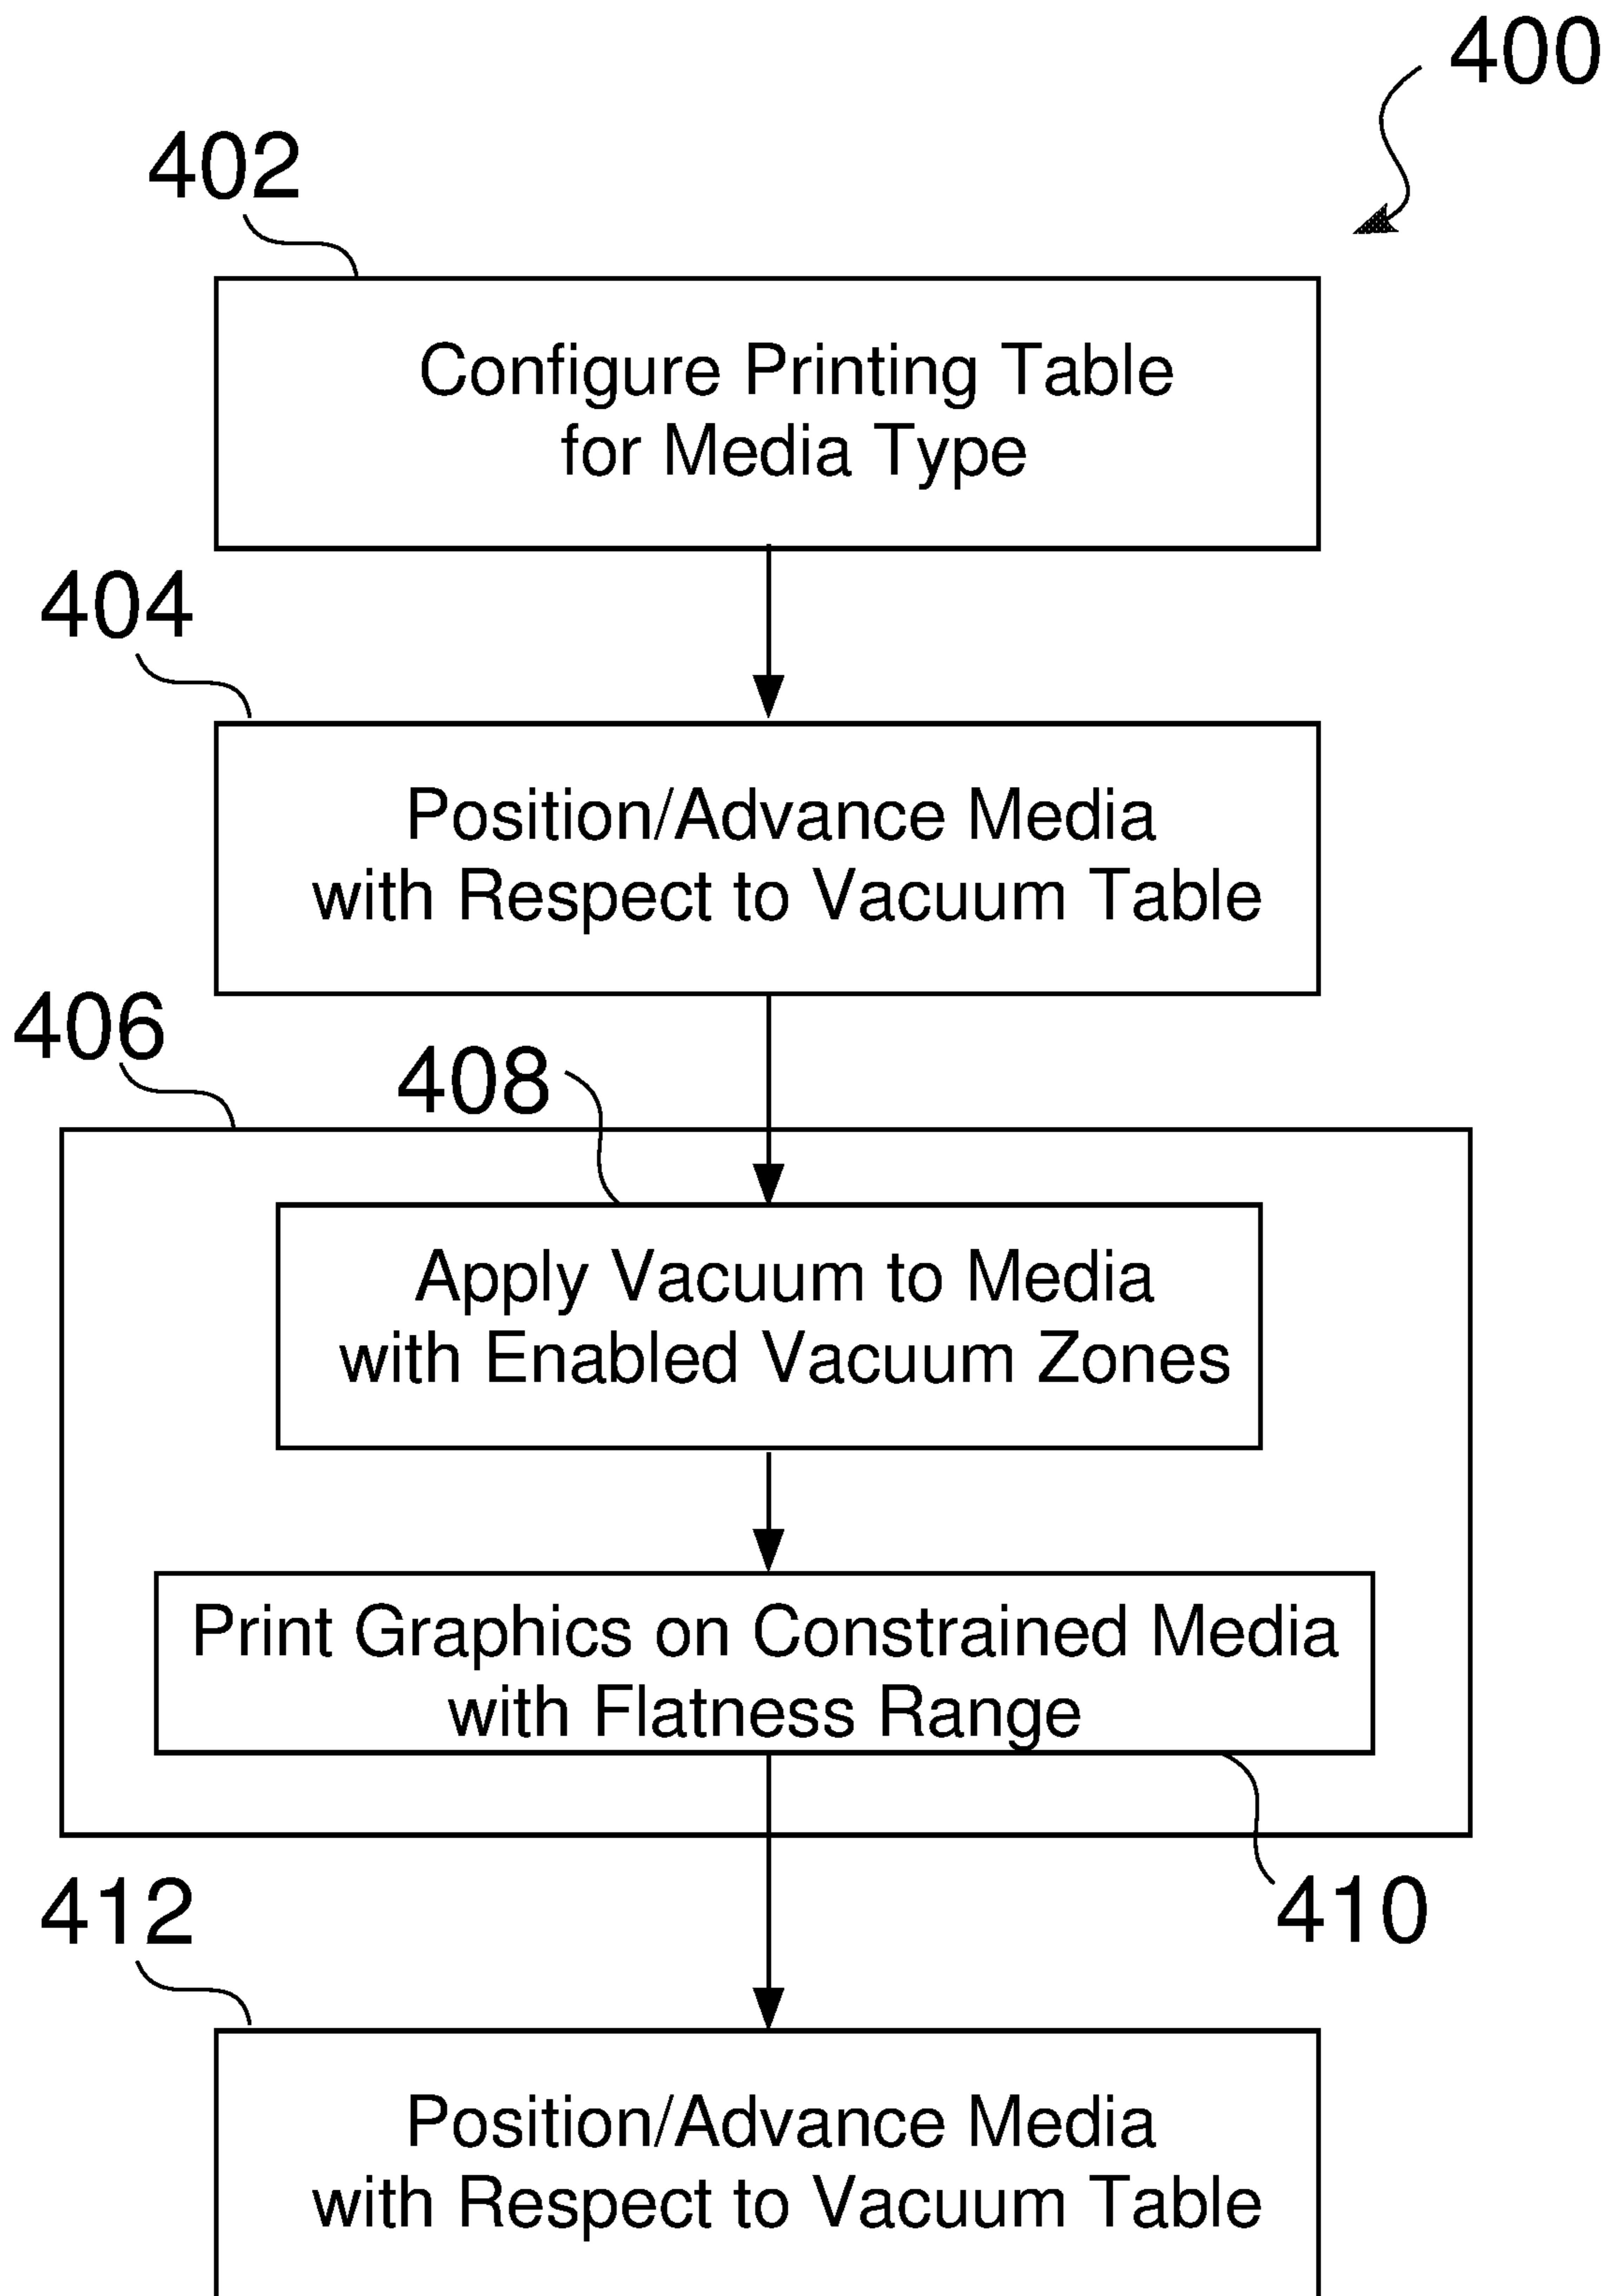 400
402
Configure Printing Table
for Media Type
404
Position/Advance Media
with Respect to Vacuum Table
406
408
Apply Vacuum to Media
with Enabled Vacuum Zones
Print Graphics on Constrained Media
with Flatness Range
410
412
Position/Advance Media
with Respect to Vacuum Table